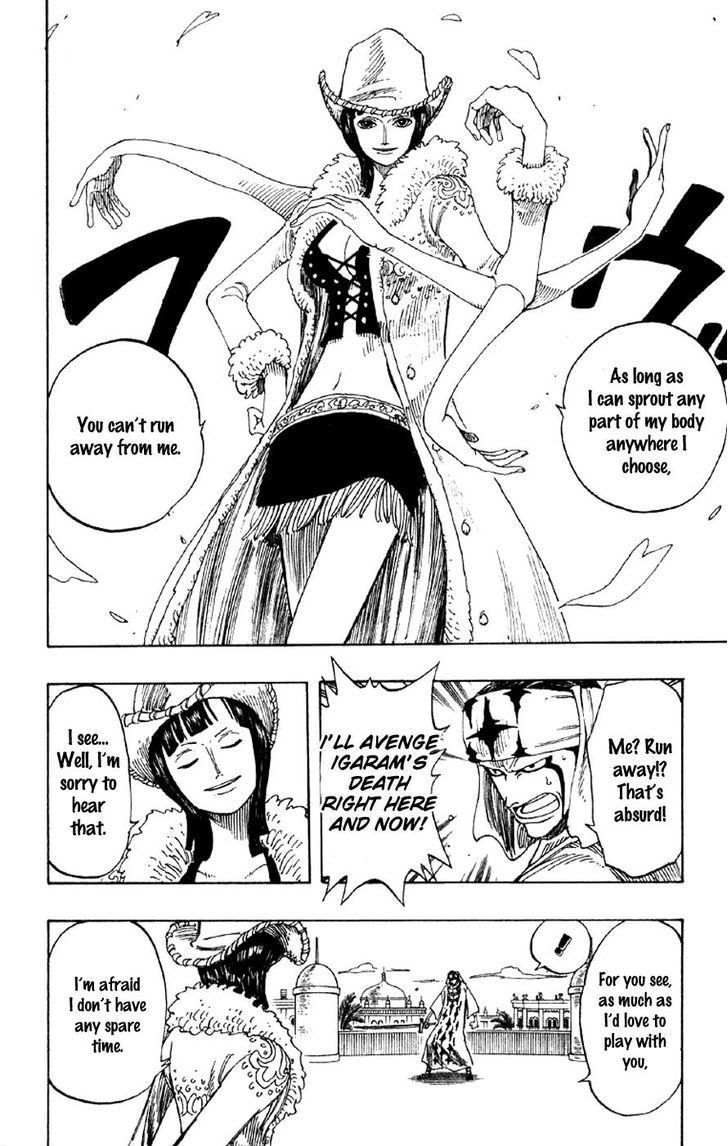 As long as
I can sprout any
part of my body
anywhere I
choose,
You can't run
away from me.
Me? Run
away!?
That's
absurd!
I'LL AVENGE
IGARAM'S
DEATH
RIGHT HERE
AND NOW!
I see...
Well, I'm
sorry to
hear
that.
For you see,
as much as
I'd love to
play with
you,
!
I'm afraid
I don't have
any spare
time.